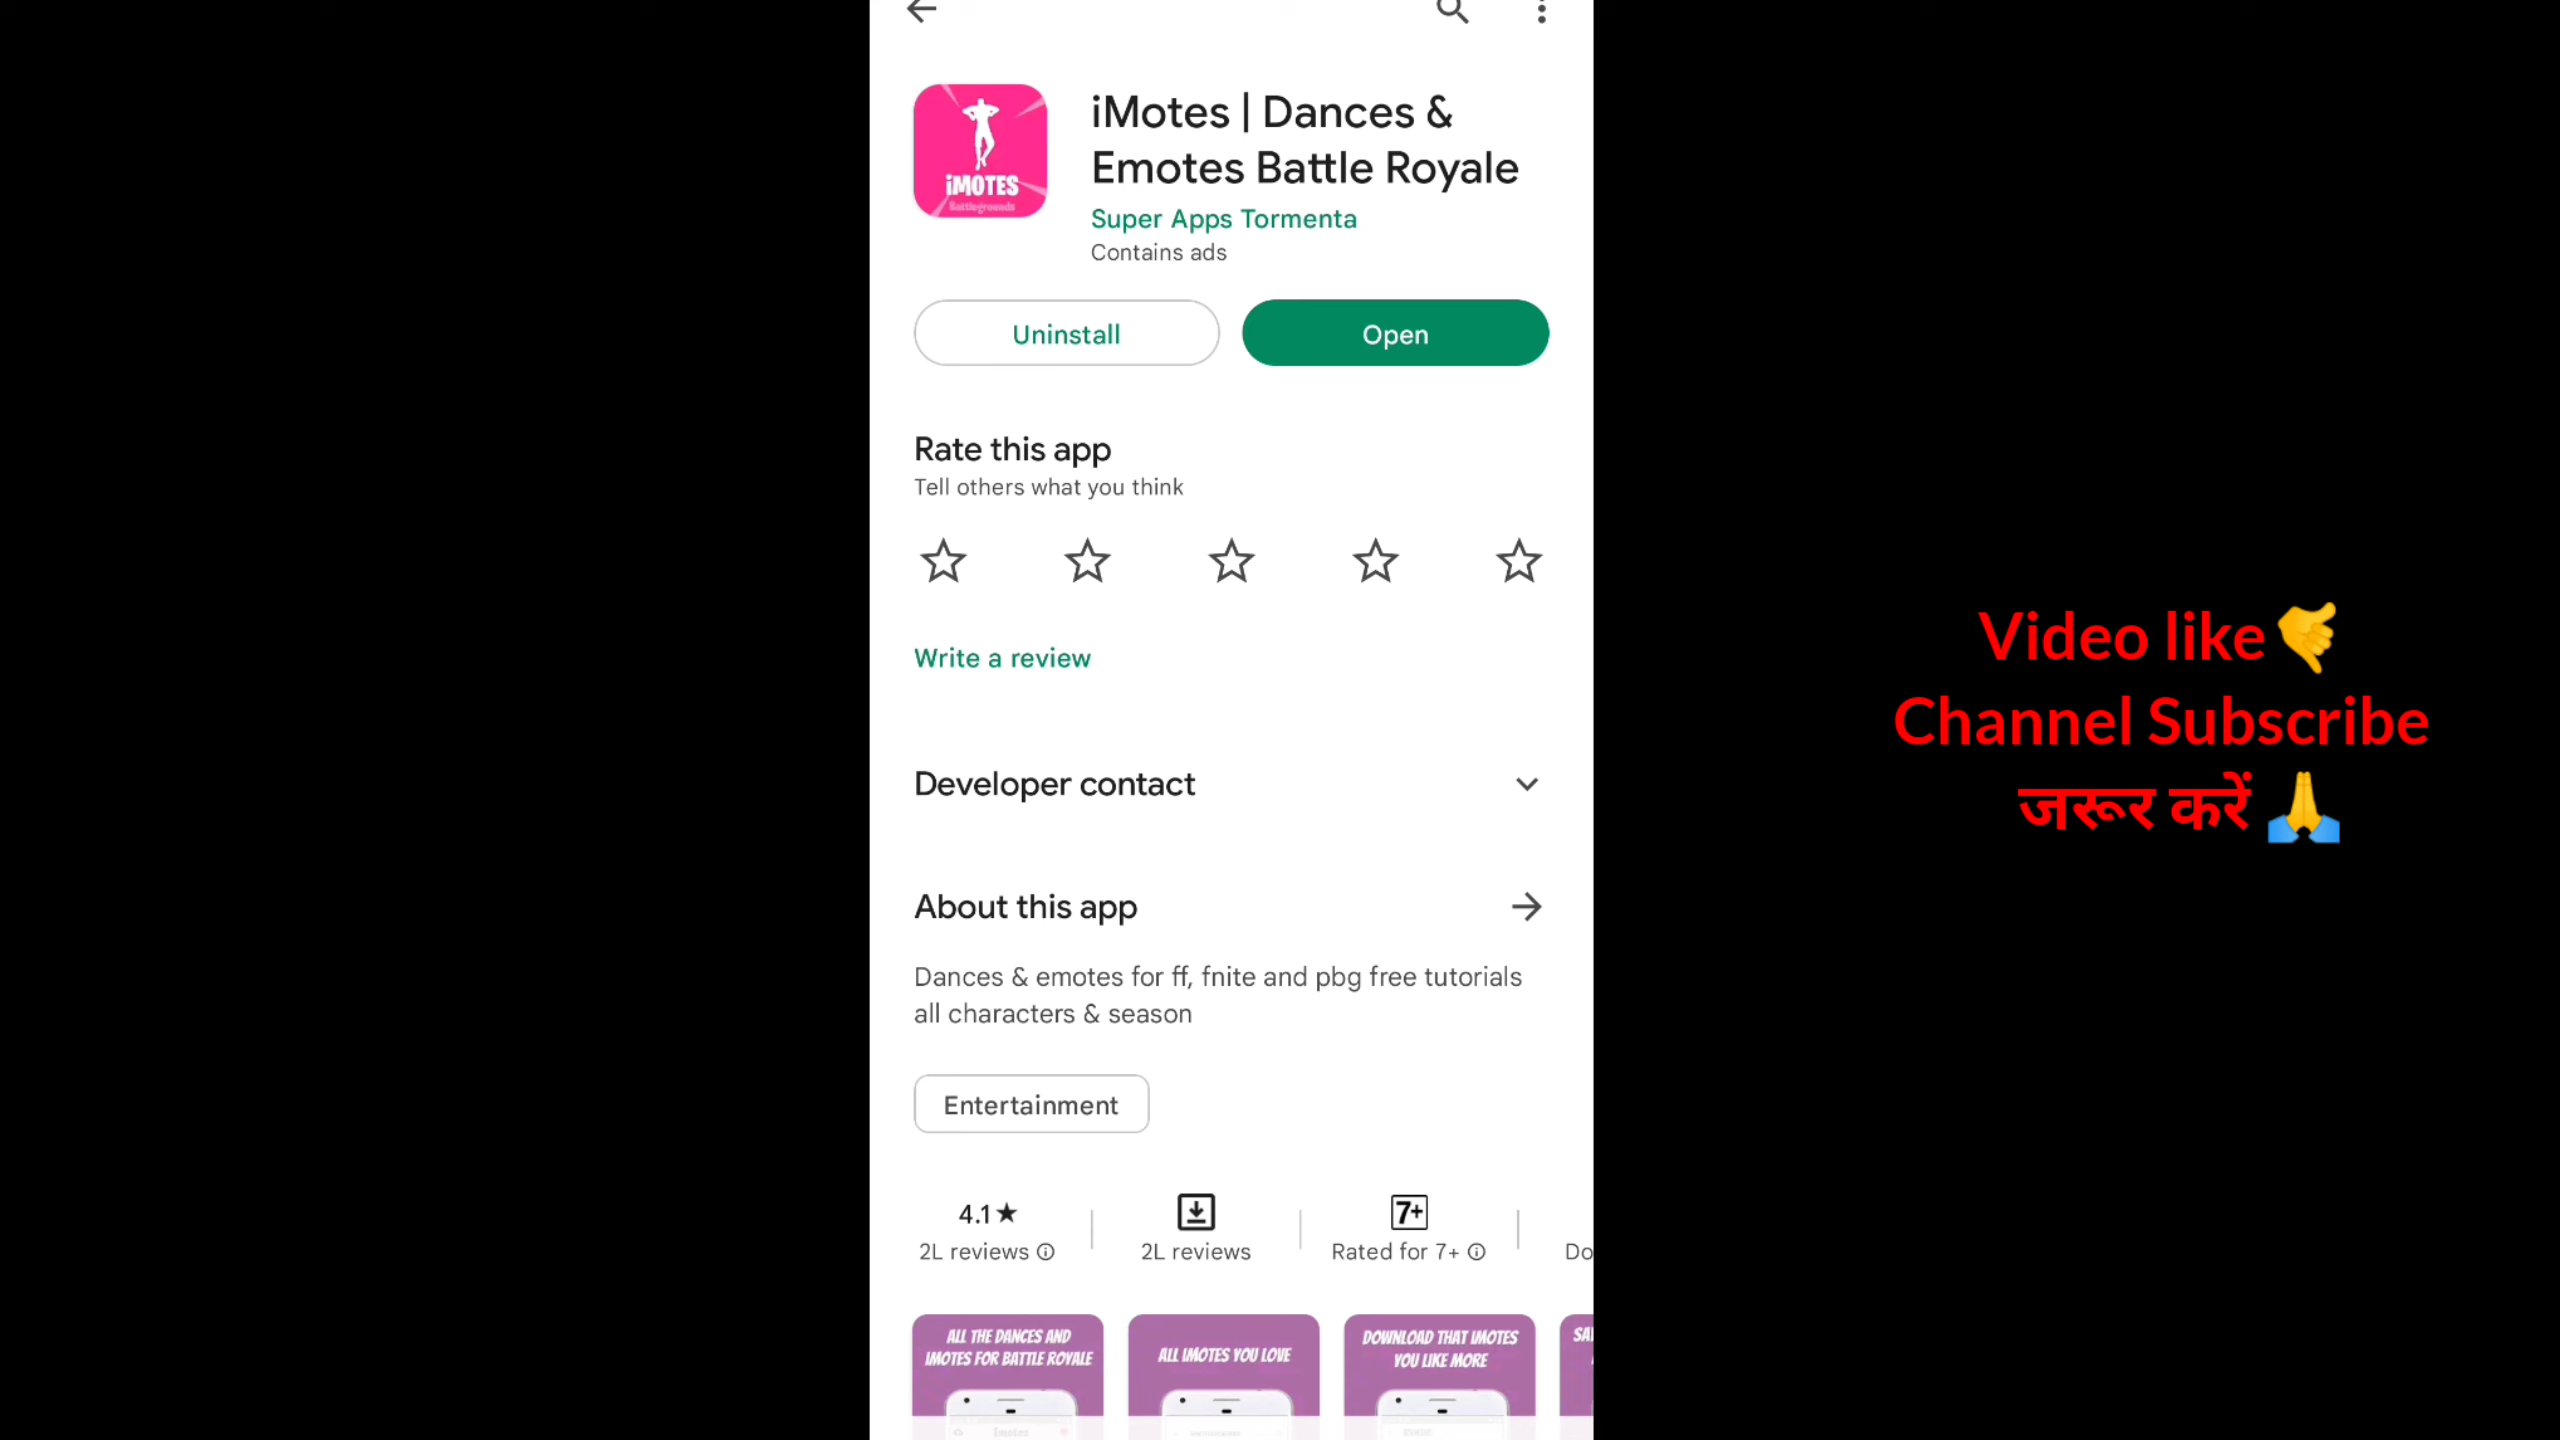 iMotes | Dances &
Emotes Battle Royale
iMOTES
Battlegrounds
Super Apps Tormenta
Contains ads
Uninstall
Open
Rate this app
Tell others what you think
Write a review
Video like🤙
Channel Subscribe
जरूर करें🙏
Developer contact
About this app
Dances & emotes for ff, fnite and pbg free tutorials
all characters & season
Entertainment
4.1★
7+
2L reviews
2L reviews
Rated for 7+
Do
ALL THE DANCES AND
IMOTES FOR BATTLE ROYALE
ALL IMOTES YOU LOVE
DOWNLOAD THAT IMOTES
YOU LIKE MORE
Emotes